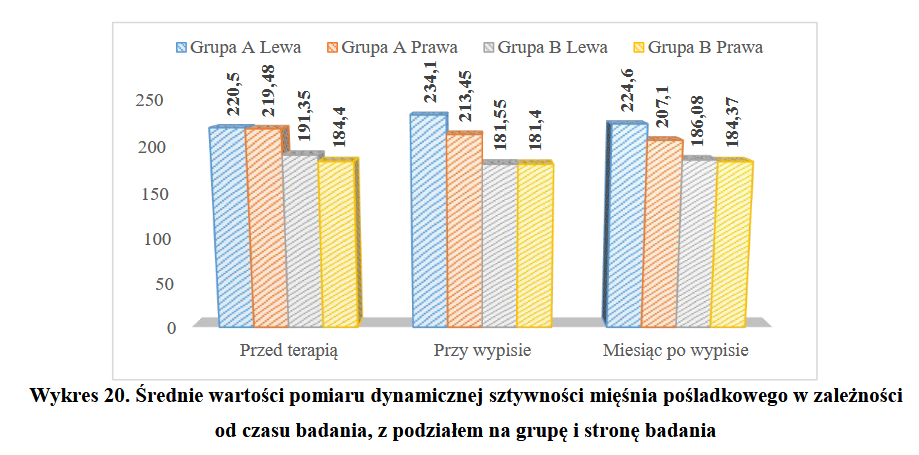 Grupa A Lewa Grupa A Prawa Grupa B Lewa Grupa B Prawa
220,5 219,48 191,35 184,4 234,1 213,45 181,55 181,4 224,6 207,1 186,08 184,37
250
200
150
100
50
0
Przed terapią Przy wypisie Miesiąc po wypisie
Wykres 20. Średnie wartości pomiaru dynamicznej sztywności mięśnia pośladkowego w zależności
od czasu badania, z podziałem na grupę i stronę badania